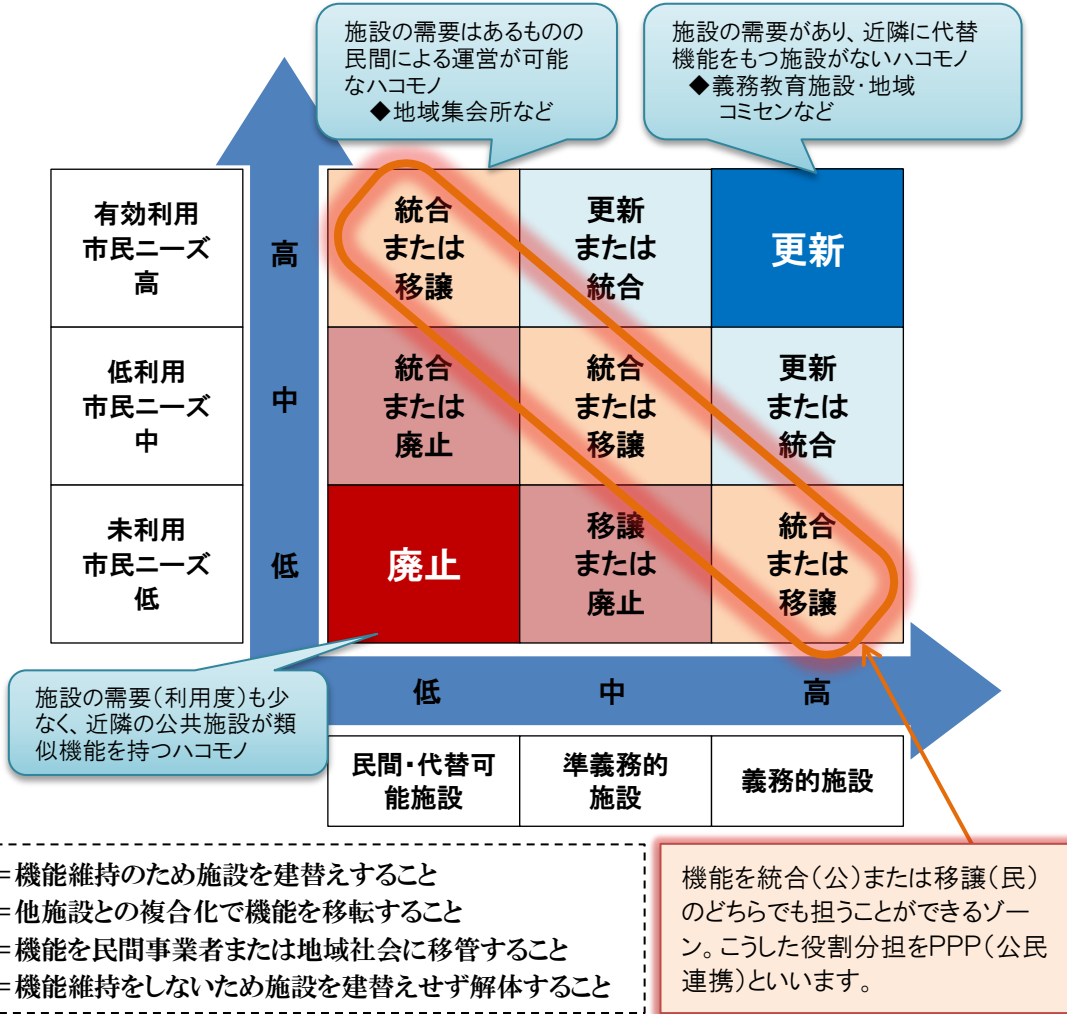 施設の需要はあるものの
民間による運営が可能
なハコモノ
◆地域集会所など
施設の需要があり、近隣に代替
機能をもつ施設がないハコモノ
◆義務教育施設・地域
コミセンなど
有効利用
市民ニーズ
高
高
統合
または
移譲
更新
または
統合
更新
低利用
市民ニーズ
中
中
統合
または
廃止
統合
または
移譲
更新
または
統合
未利用
市民ニーズ
低
低
廃止
移譲
または
廃止
統合
または
移譲
施設の需要(利用度)も少
なく、近隣の公共施設が類
似機能を持つハコモノ
低
中
高
民間・代替可
能施設
準義務的
施設
義務的施設
=機能維持のため施設を建替えすること
=他施設との複合化で機能を移転すること
=機能を民間事業者または地域社会に移管すること
=機能維持をしないため施設を建替えせず解体すること
機能を統合(公)または移譲(民)
のどちらでも担うことができるゾー
ン。こうした役割分担をPPP(公民
連携)といいます。